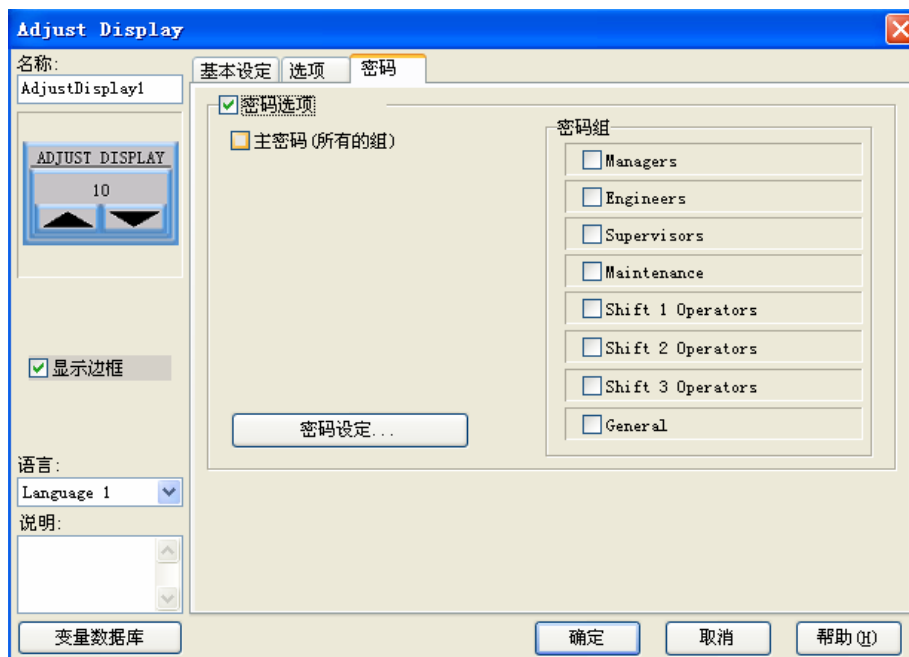 Adjust Display
名称:
AdjustDisplay1
ADJUST DISPLAY
10
显示边框
语言:
Language 1
说明:
变量数据库
基本设定
选项
密码
密码选项
主密码(所有的组)
密码设定...
密码组
Managers
Engineers
Supervisors
Maintenance
Shift 1 Operators
Shift 2 Operators
Shift 3 Operators
General
确定
取消
帮助(H)